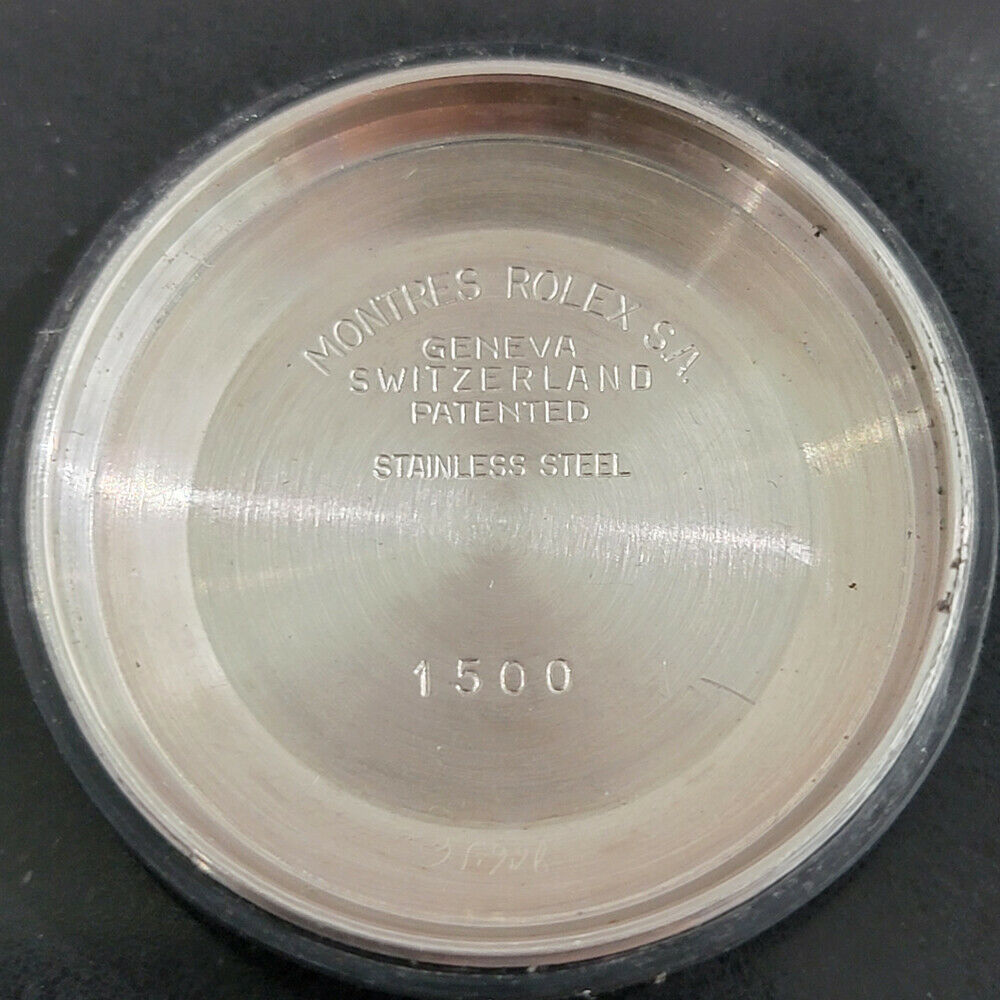 MONTRES ROLEX S.A.
GENEVA
SWITZERLAND
PATENTED
STAINLESS STEEL
1500